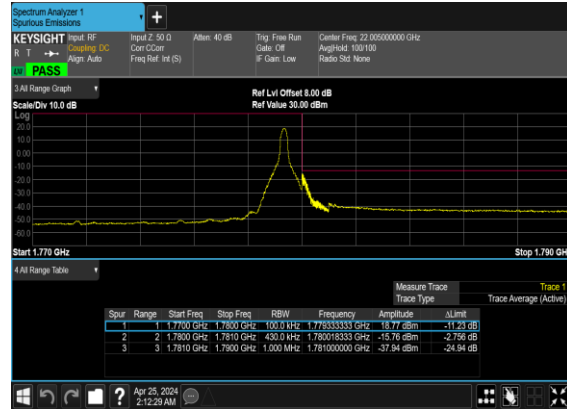 Spectrum Analyzer 1
Spurious Emissions
+
KEYSIGHT
R T
LXI PASS
Input: RF
Coupling: DC
Align: Auto
Input Z: 50 Ω
Corr CCorr
Freq Ref: Int (S)
Atten: 40 dB
Trig: Free Run
Gate: Off
IF Gain: Low
Center Freq: 22.005000000 GHz
Avg|Hold: 100/100
Radio Std: None
3 All Range Graph
Scale/Div 10.0 dB
Ref Lvl Offset 8.00 dB
Ref Value 30.00 dBm
Log
20.0
10.0
0.00
-10.0
-20.0
-30.0
-40.0
-50.0
-60.0
Start 1.770 GHz
Stop 1.790 GH
4 All Range Table
Measure Trace Trace 1
Trace Type Trace Average (Active)
Spur Range Start Freq Stop Freq RBW Frequency Amplitude ΔLimit
1 1 1.7700 GHz 1.7800 GHz 100.0 kHz 1.779333333 GHz 18.77 dBm -11.23 dB
2 2 1.7800 GHz 1.7810 GHz 430.0 kHz 1.780018333 GHz -15.76 dBm -2.756 dB
3 3 1.7810 GHz 1.7900 GHz 1.000 MHz 1.781000000 GHz -37.94 dBm -24.94 dB
?
Apr 25, 2024
2:12:29 AM